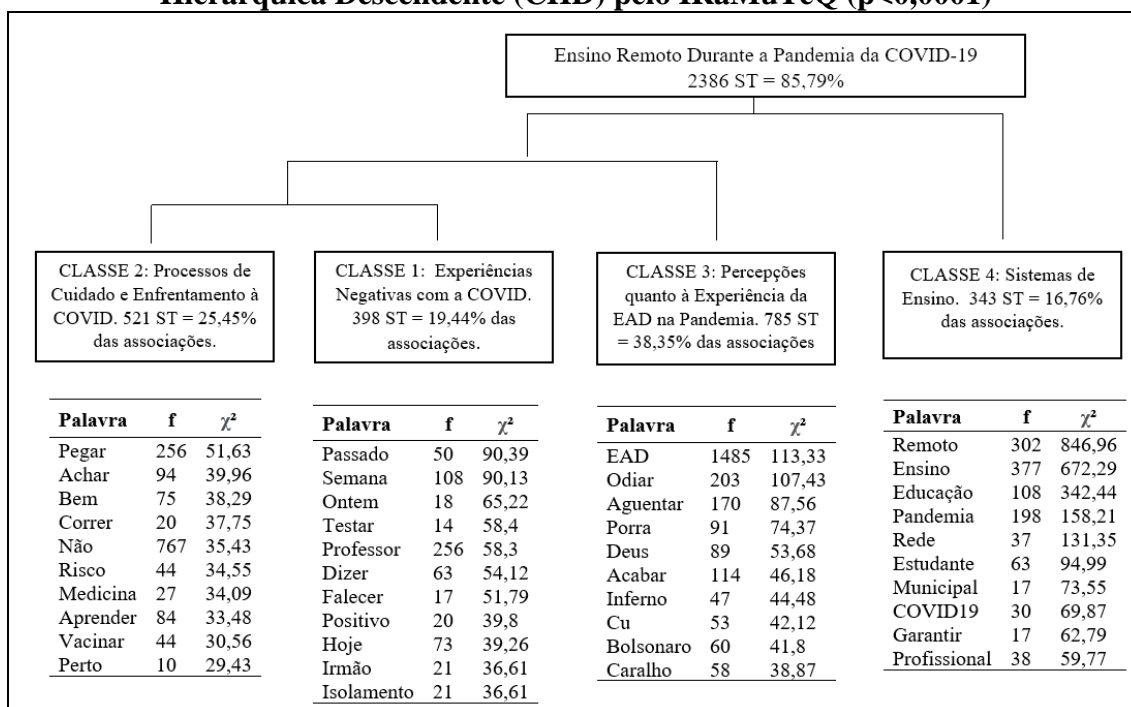 Hierárquica Descendente (CHD) pelo IRaMuTeQ (p<0,0001)
Ensino Remoto Durante a Pandemia da COVID-19
2386 ST = 85,79%
CLASSE 2: Processos de
Cuidado e Enfrentamento à
COVID. 521 ST = 25,45%
das associações.
CLASSE 1: Experiências
Negativas com a COVID.
398 ST = 19,44% das
associações.
CLASSE 3: Percepções
quanto à Experiência da
EAD na Pandemia. 785 ST
= 38,35% das associações
CLASSE 4: Sistemas de
Ensino. 343 ST = 16,76%
das associações.
Palavra f χ²
Pegar 256 51,63
Achar 94 39,96
Bem 75 38,29
Correr 20 37,75
Não 767 35,43
Risco 44 34,55
Medicina 27 34,09
Aprender 84 33,48
Vacinar 44 30,56
Perto 10 29,43
Palavra f χ²
Passado 50 90,39
Semana 108 90,13
Ontem 18 65,22
Testar 14 58,4
Professor 256 58,3
Dizer 63 54,12
Falecer 17 51,79
Positivo 20 39,8
Hoje 73 39,26
Irmão 21 36,61
Isolamento 21 36,61
Palavra f χ²
EAD 1485 113,33
Odiar 203 107,43
Aguentar 170 87,56
Porra 91 74,37
Deus 89 53,68
Acabar 114 46,18
Inferno 47 44,48
Cu 53 42,12
Bolsonaro 60 41,8
Caralho 58 38,87
Palavra f χ²
Remoto 302 846,96
Ensino 377 672,29
Educação 108 342,44
Pandemia 198 158,21
Rede 37 131,35
Estudante 63 94,99
Municipal 17 73,55
COVID19 30 69,87
Garantir 17 62,79
Profissional 38 59,77